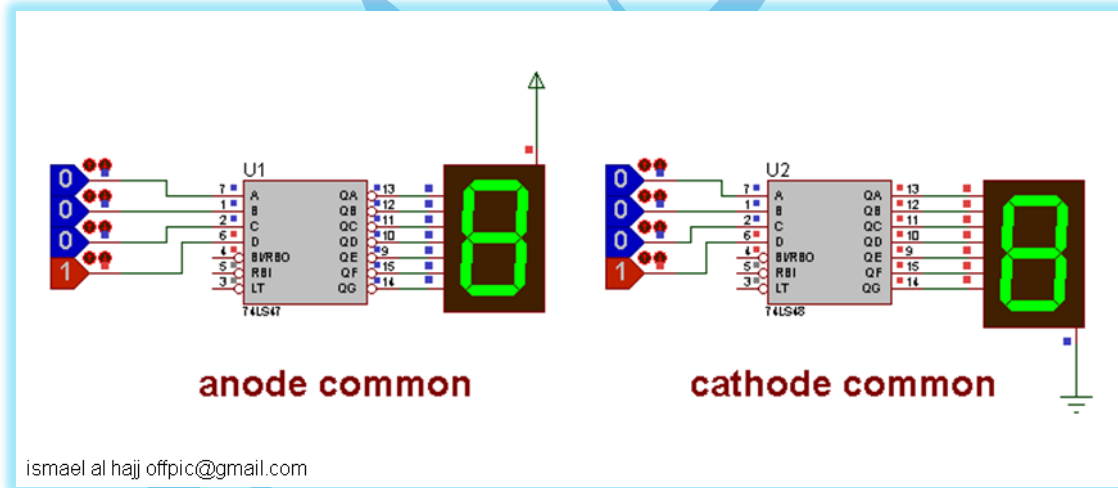 U1
0
0
0
1
7 A QA 13
1 B QB 12
2 C QC 11
6 D QD 10
4 BI/RBO QE 9
5 RBI QF 15
3 LT QG 14
74LS47
anode common
U2
0
0
0
1
7 A QA 13
1 B QB 12
2 C QC 11
6 D QD 10
4 BI/RBO QE 9
5 RBI QF 15
3 LT QG 14
74LS48
cathode common
8
8
ismael al hajj offpic@gmail.com